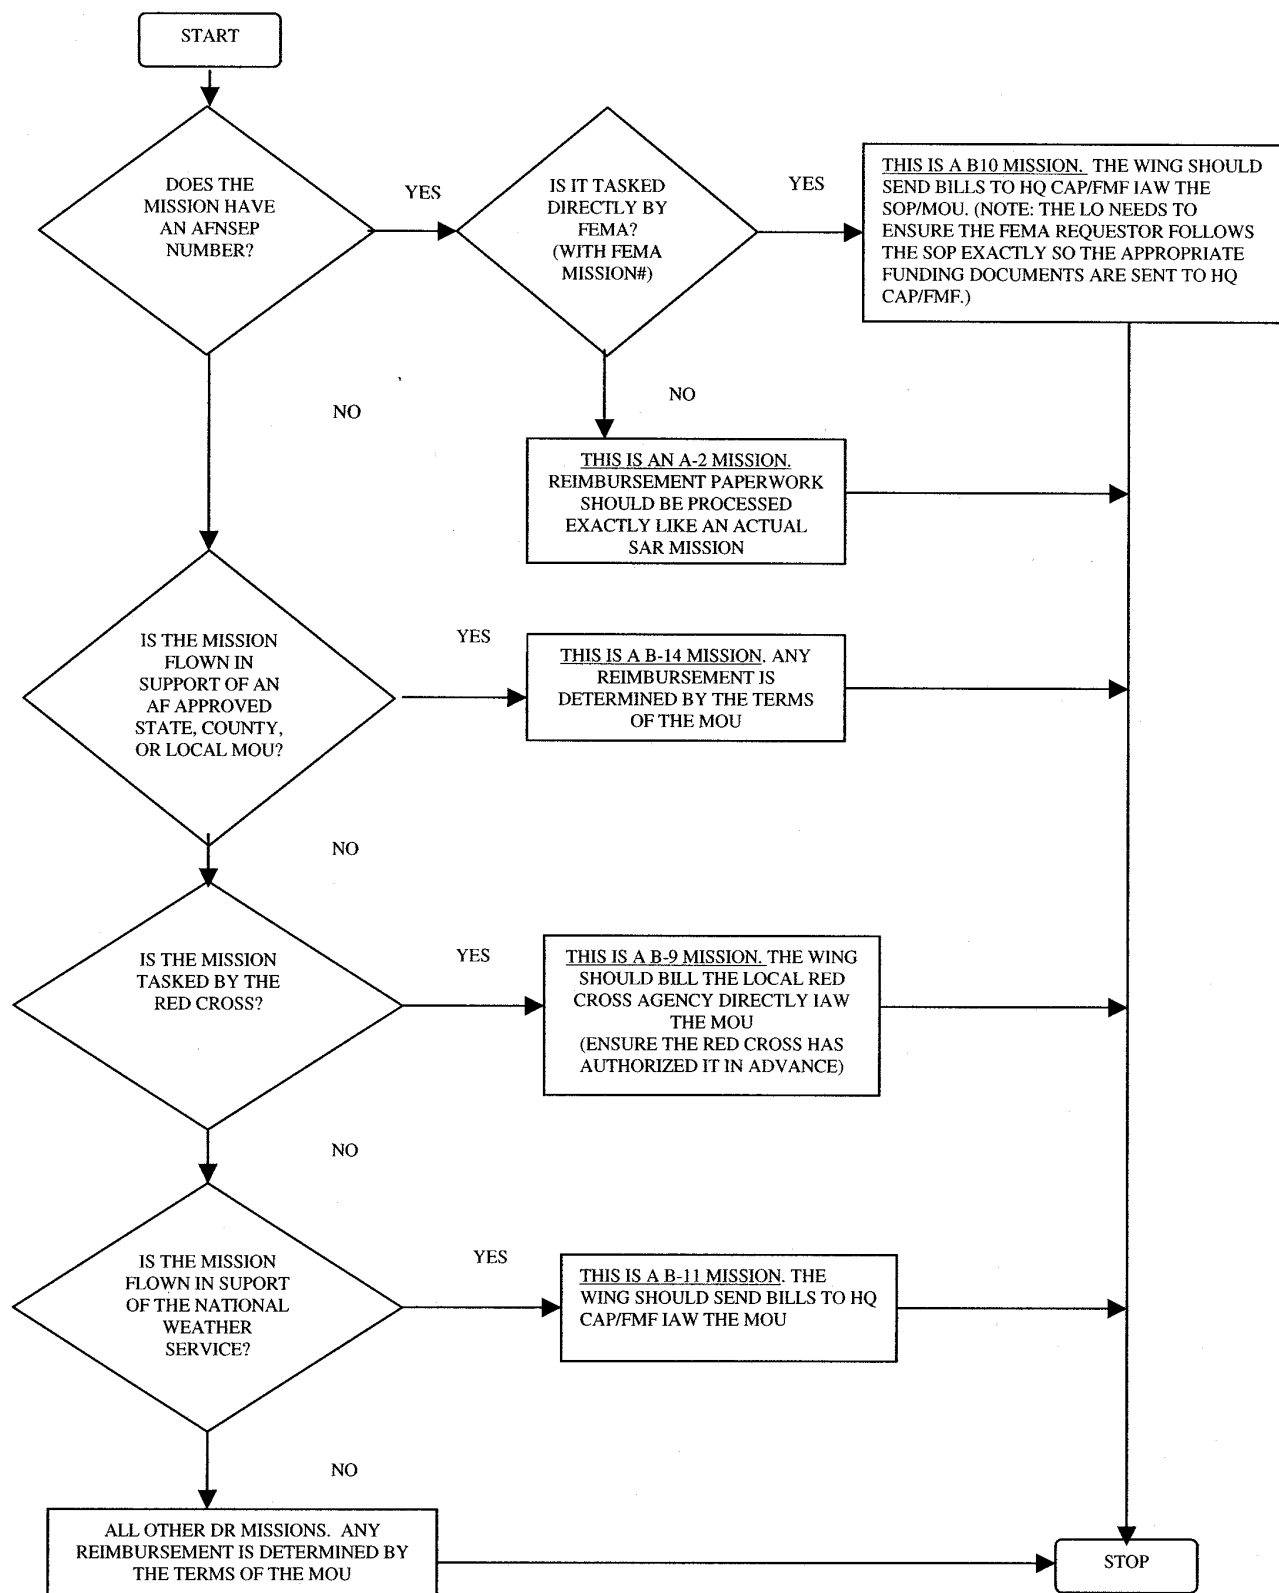 START
DOES THE
MISSION HAVE
AN AFNSEP
NUMBER?
YES
IS IT TASKED
DIRECTLY BY
FEMA?
(WITH FEMA
MISSION#)
YES
THIS IS A B10 MISSION. THE WING SHOULD
SEND BILLS TO HQ CAP/FMF IAW THE
SOP/MOU. (NOTE: THE LO NEEDS TO
ENSURE THE FEMA REQUESTOR FOLLOWS
THE SOP EXACTLY SO THE APPROPRIATE
FUNDING DOCUMENTS ARE SENT TO HQ
CAP/FMF.)
NO
NO
THIS IS AN A-2 MISSION.
REIMBURSEMENT PAPERWORK
SHOULD BE PROCESSED
EXACTLY LIKE AN ACTUAL
SAR MISSION
IS THE MISSION
FLOWN IN
SUPPORT OF AN
AF APPROVED
STATE, COUNTY,
OR LOCAL MOU?
YES
THIS IS A B-14 MISSION. ANY
REIMBURSEMENT IS
DETERMINED BY THE TERMS
OF THE MOU
NO
IS THE MISSION
TASKED BY THE
RED CROSS?
YES
THIS IS A B-9 MISSION. THE WING
SHOULD BILL THE LOCAL RED
CROSS AGENCY DIRECTLY IAW
THE MOU
(ENSURE THE RED CROSS HAS
AUTHORIZED IT IN ADVANCE)
NO
IS THE MISSION
FLOWN IN SUPORT
OF THE NATIONAL
WEATHER
SERVICE?
YES
THIS IS A B-11 MISSION. THE
WING SHOULD SEND BILLS TO HQ
CAP/FMF IAW THE MOU
NO
ALL OTHER DR MISSIONS. ANY
REIMBURSEMENT IS DETERMINED BY
THE TERMS OF THE MOU
STOP